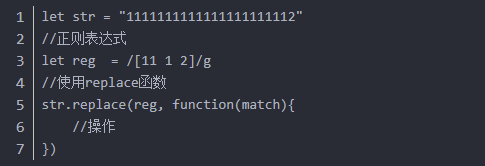 1 let str = "1111111111111111111112"
2 //正则表达式
3 let reg  = /[11 1 2]/g
4 //使用replace函数
5 str.replace(reg, function(match){
6     //操作
7 })